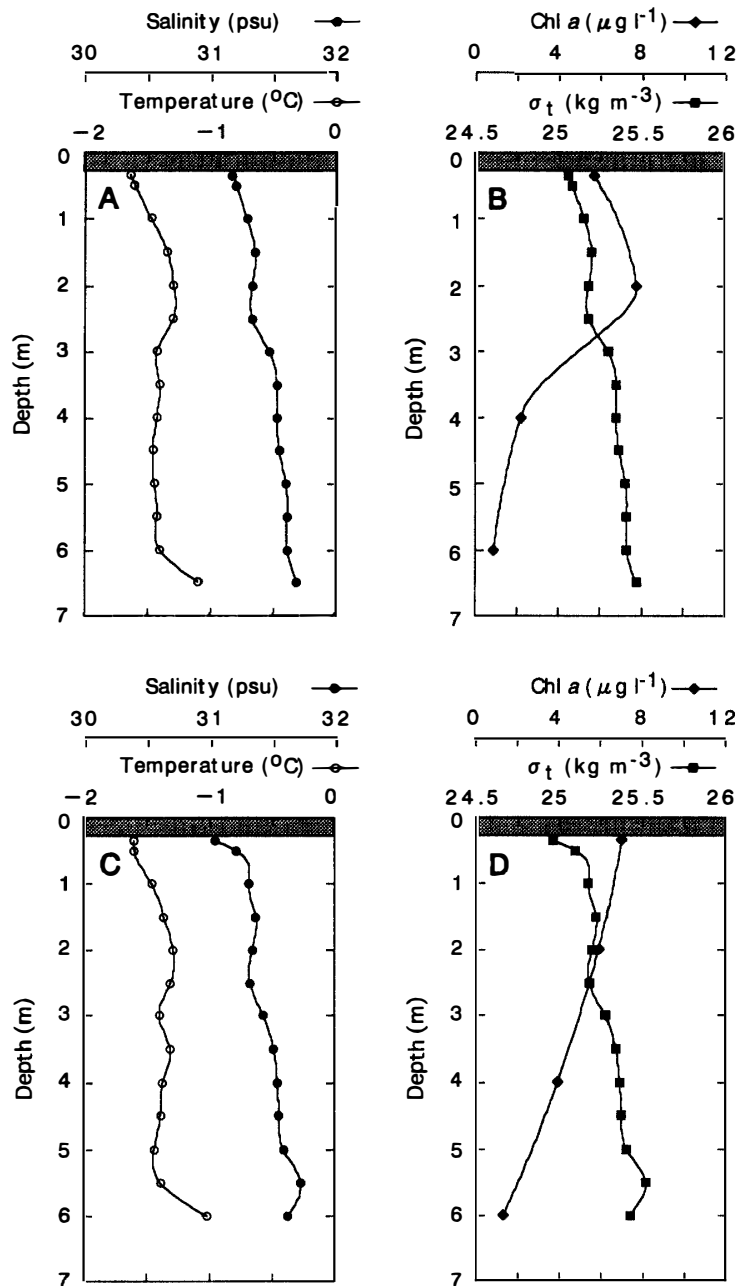 Salinity (psu)
30 31 32
Temperature (°C)
−2 −1 0
0
A
1
2
3
4
5
6
7
Depth (m)
Chl a (μg l⁻¹)
0 4 8 12
σt (kg m⁻³)
24.5 25 25.5 26
0
B
1
2
3
4
5
6
7
Depth (m)
Salinity (psu)
30 31 32
Temperature (°C)
−2 −1 0
0
C
1
2
3
4
5
6
7
Depth (m)
Chl a (μg l⁻¹)
0 4 8 12
σt (kg m⁻³)
24.5 25 25.5 26
0
D
1
2
3
4
5
6
7
Depth (m)